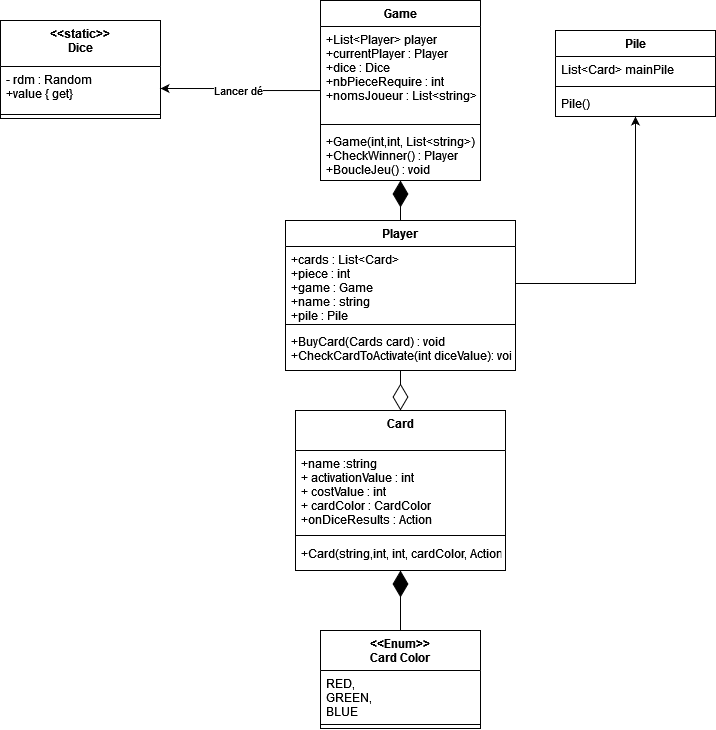 <<static>>
Dice
- rdm : Random
+value { get}
Lancer dé
Game
+List<Player> player
+currentPlayer : Player
+dice : Dice
+nbPieceRequire : int
+nomsJoueur : List<string>
+Game(int,int, List<string>)
+CheckWinner() : Player
+BoucleJeu() : void
Pile
List<Card> mainPile
Pile()
Player
+cards : List<Card>
+piece : int
+game : Game
+name : string
+pile : Pile
+BuyCard(Cards card) : void
+CheckCardToActivate(int diceValue): voi
Card
+name :string
+ activationValue : int
+ costValue : int
+ cardColor : CardColor
+onDiceResults : Action
+Card(string,int, int, cardColor, Action
<<Enum>>
Card Color
RED,
GREEN,
BLUE